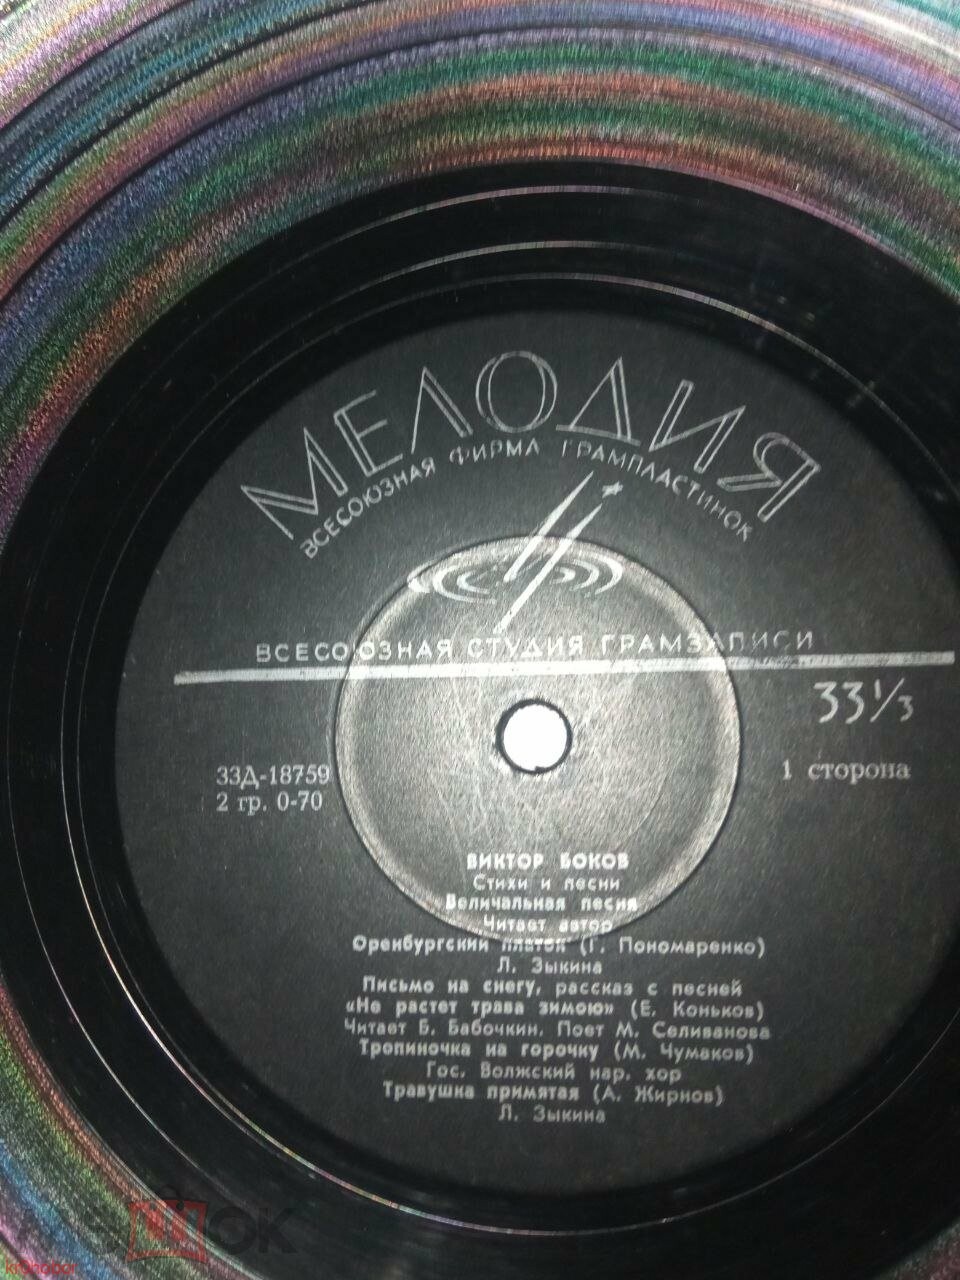 МЕЛОДИЯ
ВСЕСОЮЗНАЯ ФИРМА ГРАМПЛАСТИНОК
ВСЕСОЮЗНАЯ СТУДИЯ ГРАМЗАПИСИ
33⅓
33Д-18759
2 гр. 0-70
1 сторона
ВИКТОР БОКОВ
Стихи и песни
Величальная песня
Читает автор
Оренбургский платок (Г. Пономаренко)
Л. Зыкина
Письмо на снегу, рассказ с песней
«Не растет трава зимою» (Е. Коньков)
Читает Б. Бабочкин. Поет М. Селиванова
Тропиночка на горочку (М. Чумаков)
Гос. Волжский нар. хор
Травушка примятая (А. Жирнов)
Л. Зыкина